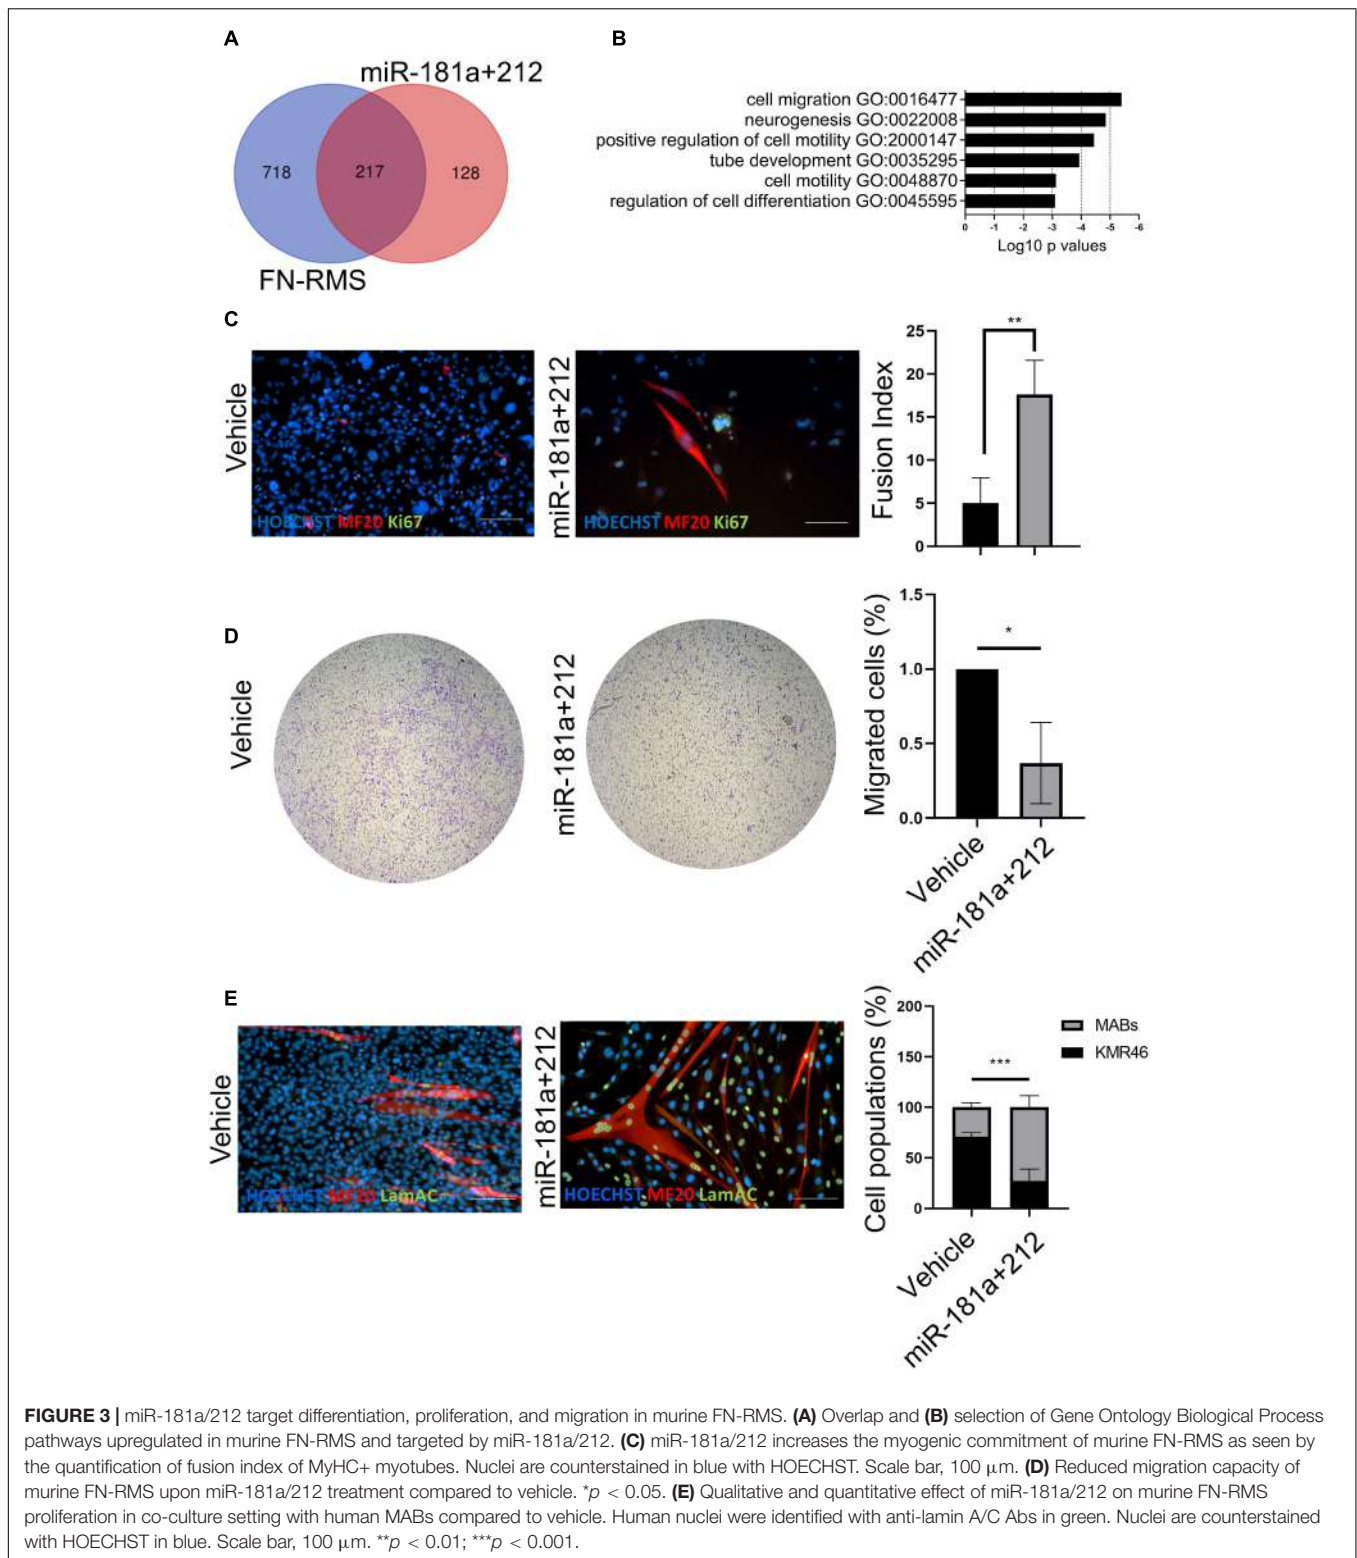 A
miR-181a+212
718
217
128
FN-RMS
B
cell migration GO:0016477
neurogenesis GO:0022008
positive regulation of cell motility GO:2000147
tube development GO:0035295
cell motility GO:0048870
regulation of cell differentiation GO:0045595
0 -1 -2 -3 -4 -5 -6
Log10 p values
C
Vehicle
HOECHST MF20 Ki67
miR-181a+212
HOECHST MF20 Ki67
Fusion Index
25
20
15
10
5
0
**
D
Vehicle
miR-181a+212
Migrated cells (%)
1.5
1.0
0.5
0.0
*
Vehicle
miR-181a+212
E
Vehicle
HOECHST MF20 LamAC
miR-181a+212
HOECHST MF20 LamAC
Cell populations (%)
200
150
100
50
0
***
MABs
KMR46
Vehicle
miR-181a+212
FIGURE 3 | miR-181a/212 target differentiation, proliferation, and migration in murine FN-RMS. (A) Overlap and (B) selection of Gene Ontology Biological Process
pathways upregulated in murine FN-RMS and targeted by miR-181a/212. (C) miR-181a/212 increases the myogenic commitment of murine FN-RMS as seen by
the quantification of fusion index of MyHC+ myotubes. Nuclei are counterstained in blue with HOECHST. Scale bar, 100 μm. (D) Reduced migration capacity of
murine FN-RMS upon miR-181a/212 treatment compared to vehicle. *p < 0.05. (E) Qualitative and quantitative effect of miR-181a/212 on murine FN-RMS
proliferation in co-culture setting with human MABs compared to vehicle. Human nuclei were identified with anti-lamin A/C Abs in green. Nuclei are counterstained
with HOECHST in blue. Scale bar, 100 μm. **p < 0.01; ***p < 0.001.